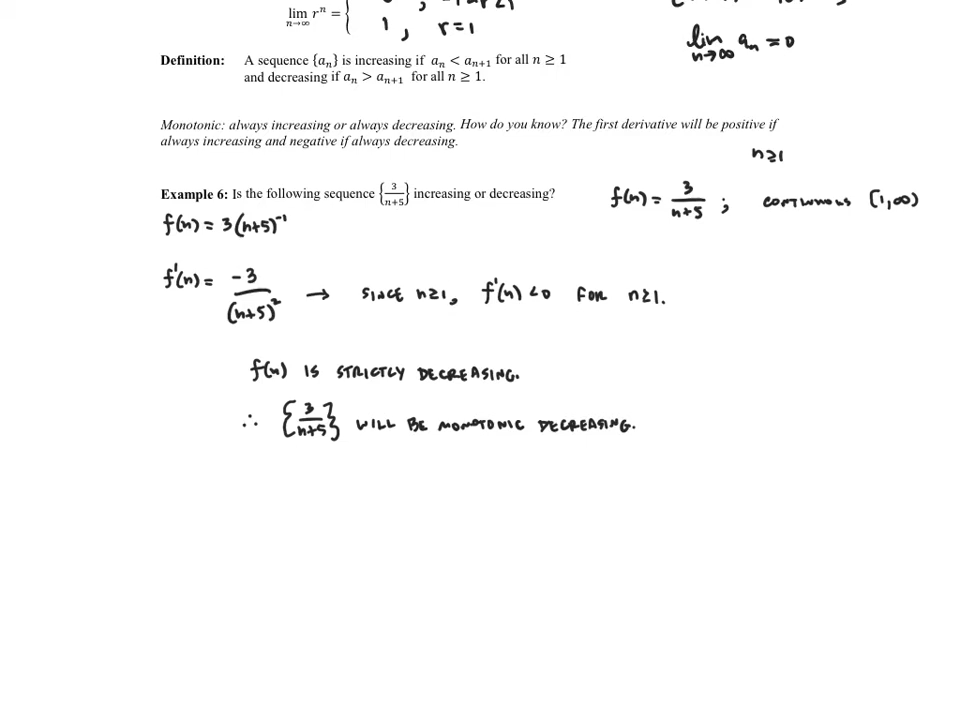 lim r^n = {
n→∞
1, r=1
lim a_n = 0
n→∞
Definition: A sequence {a_n} is increasing if a_n < a_{n+1} for all n ≥ 1
and decreasing if a_n > a_{n+1} for all n ≥ 1.
Monotonic: always increasing or always decreasing. How do you know? The first derivative will be positive if
always increasing and negative if always decreasing.
n≥1
Example 6: Is the following sequence {3/(n+5)} increasing or decreasing?
f(n) = 3/(n+5) ; continuous [1,∞)
f(n) = 3(n+5)^-1
f'(n) = -3/(n+5)^2 → SINCE n≥1, f'(n) <0 FOR n≥1.
f(n) IS STRICTLY DECREASING.
∴ {3/(n+5)} WILL BE MONOTONIC DECREASING.